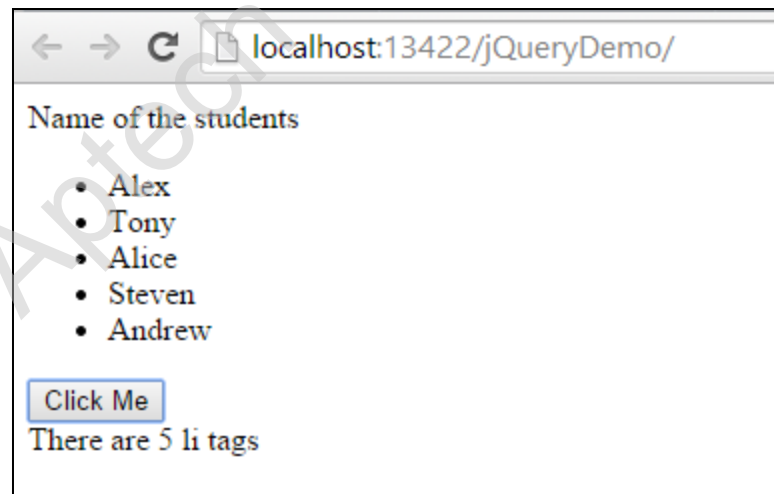 localhost:13422/jQueryDemo/
Name of the students
Alex
Tony
Alice
Steven
Andrew
Click Me
There are 5 li tags
Aptech